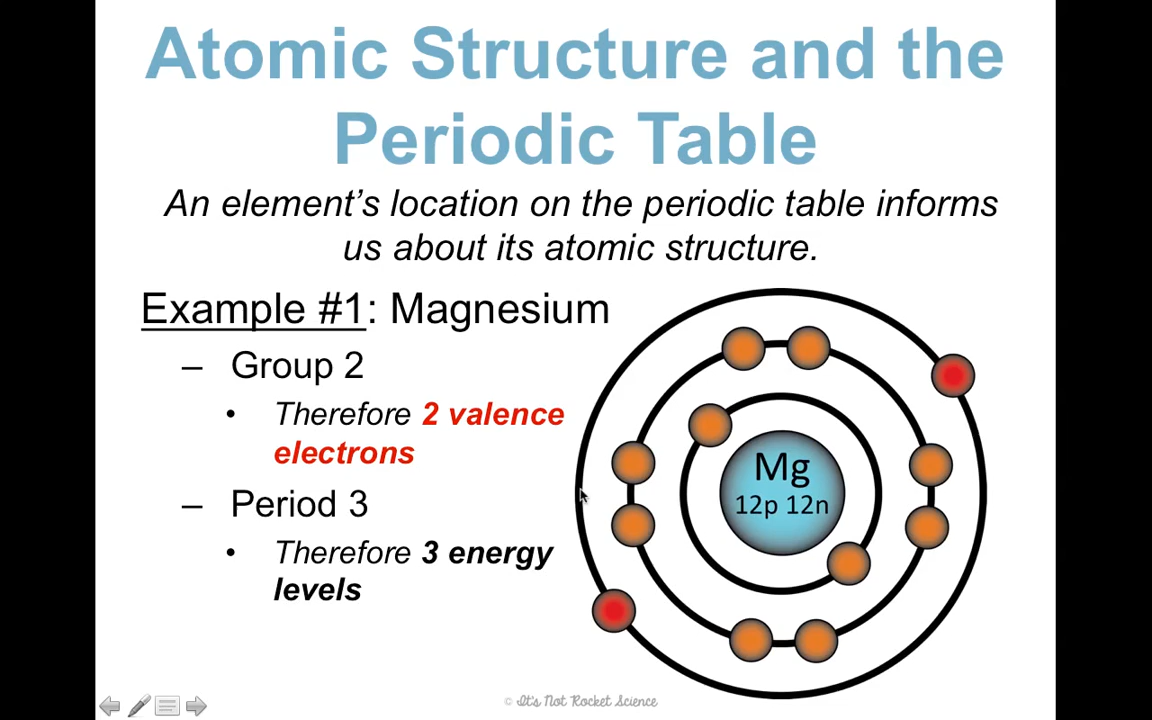 Atomic Structure and the
Periodic Table
An element’s location on the periodic table informs
us about its atomic structure.
Example #1: Magnesium
– Group 2
• Therefore 2 valence
electrons
– Period 3
• Therefore 3 energy
levels
Mg
12p 12n
© It's Not Rocket Science